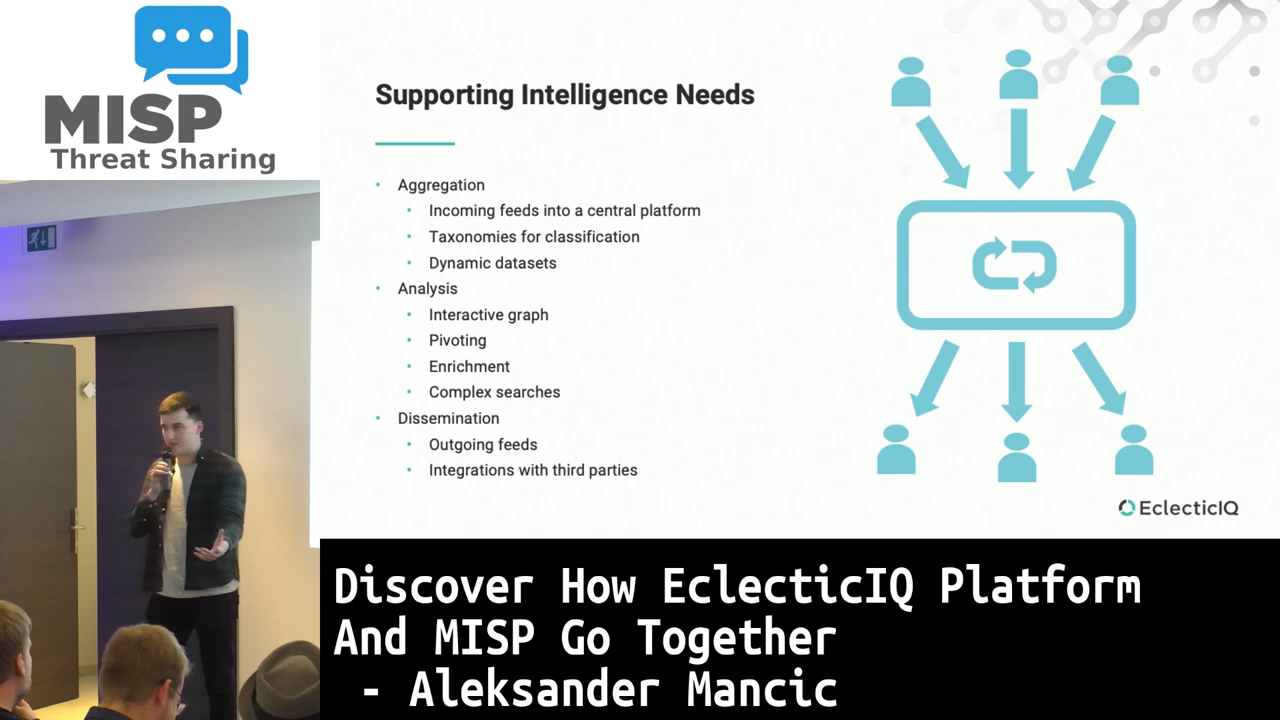 MISP
Threat Sharing
Supporting Intelligence Needs
Aggregation
Incoming feeds into a central platform
Taxonomies for classification
Dynamic datasets
Analysis
Interactive graph
Pivoting
Enrichment
Complex searches
Dissemination
Outgoing feeds
Integrations with third parties
EclecticIQ
Discover How EclecticIQ Platform
And MISP Go Together
- Aleksander Mancic